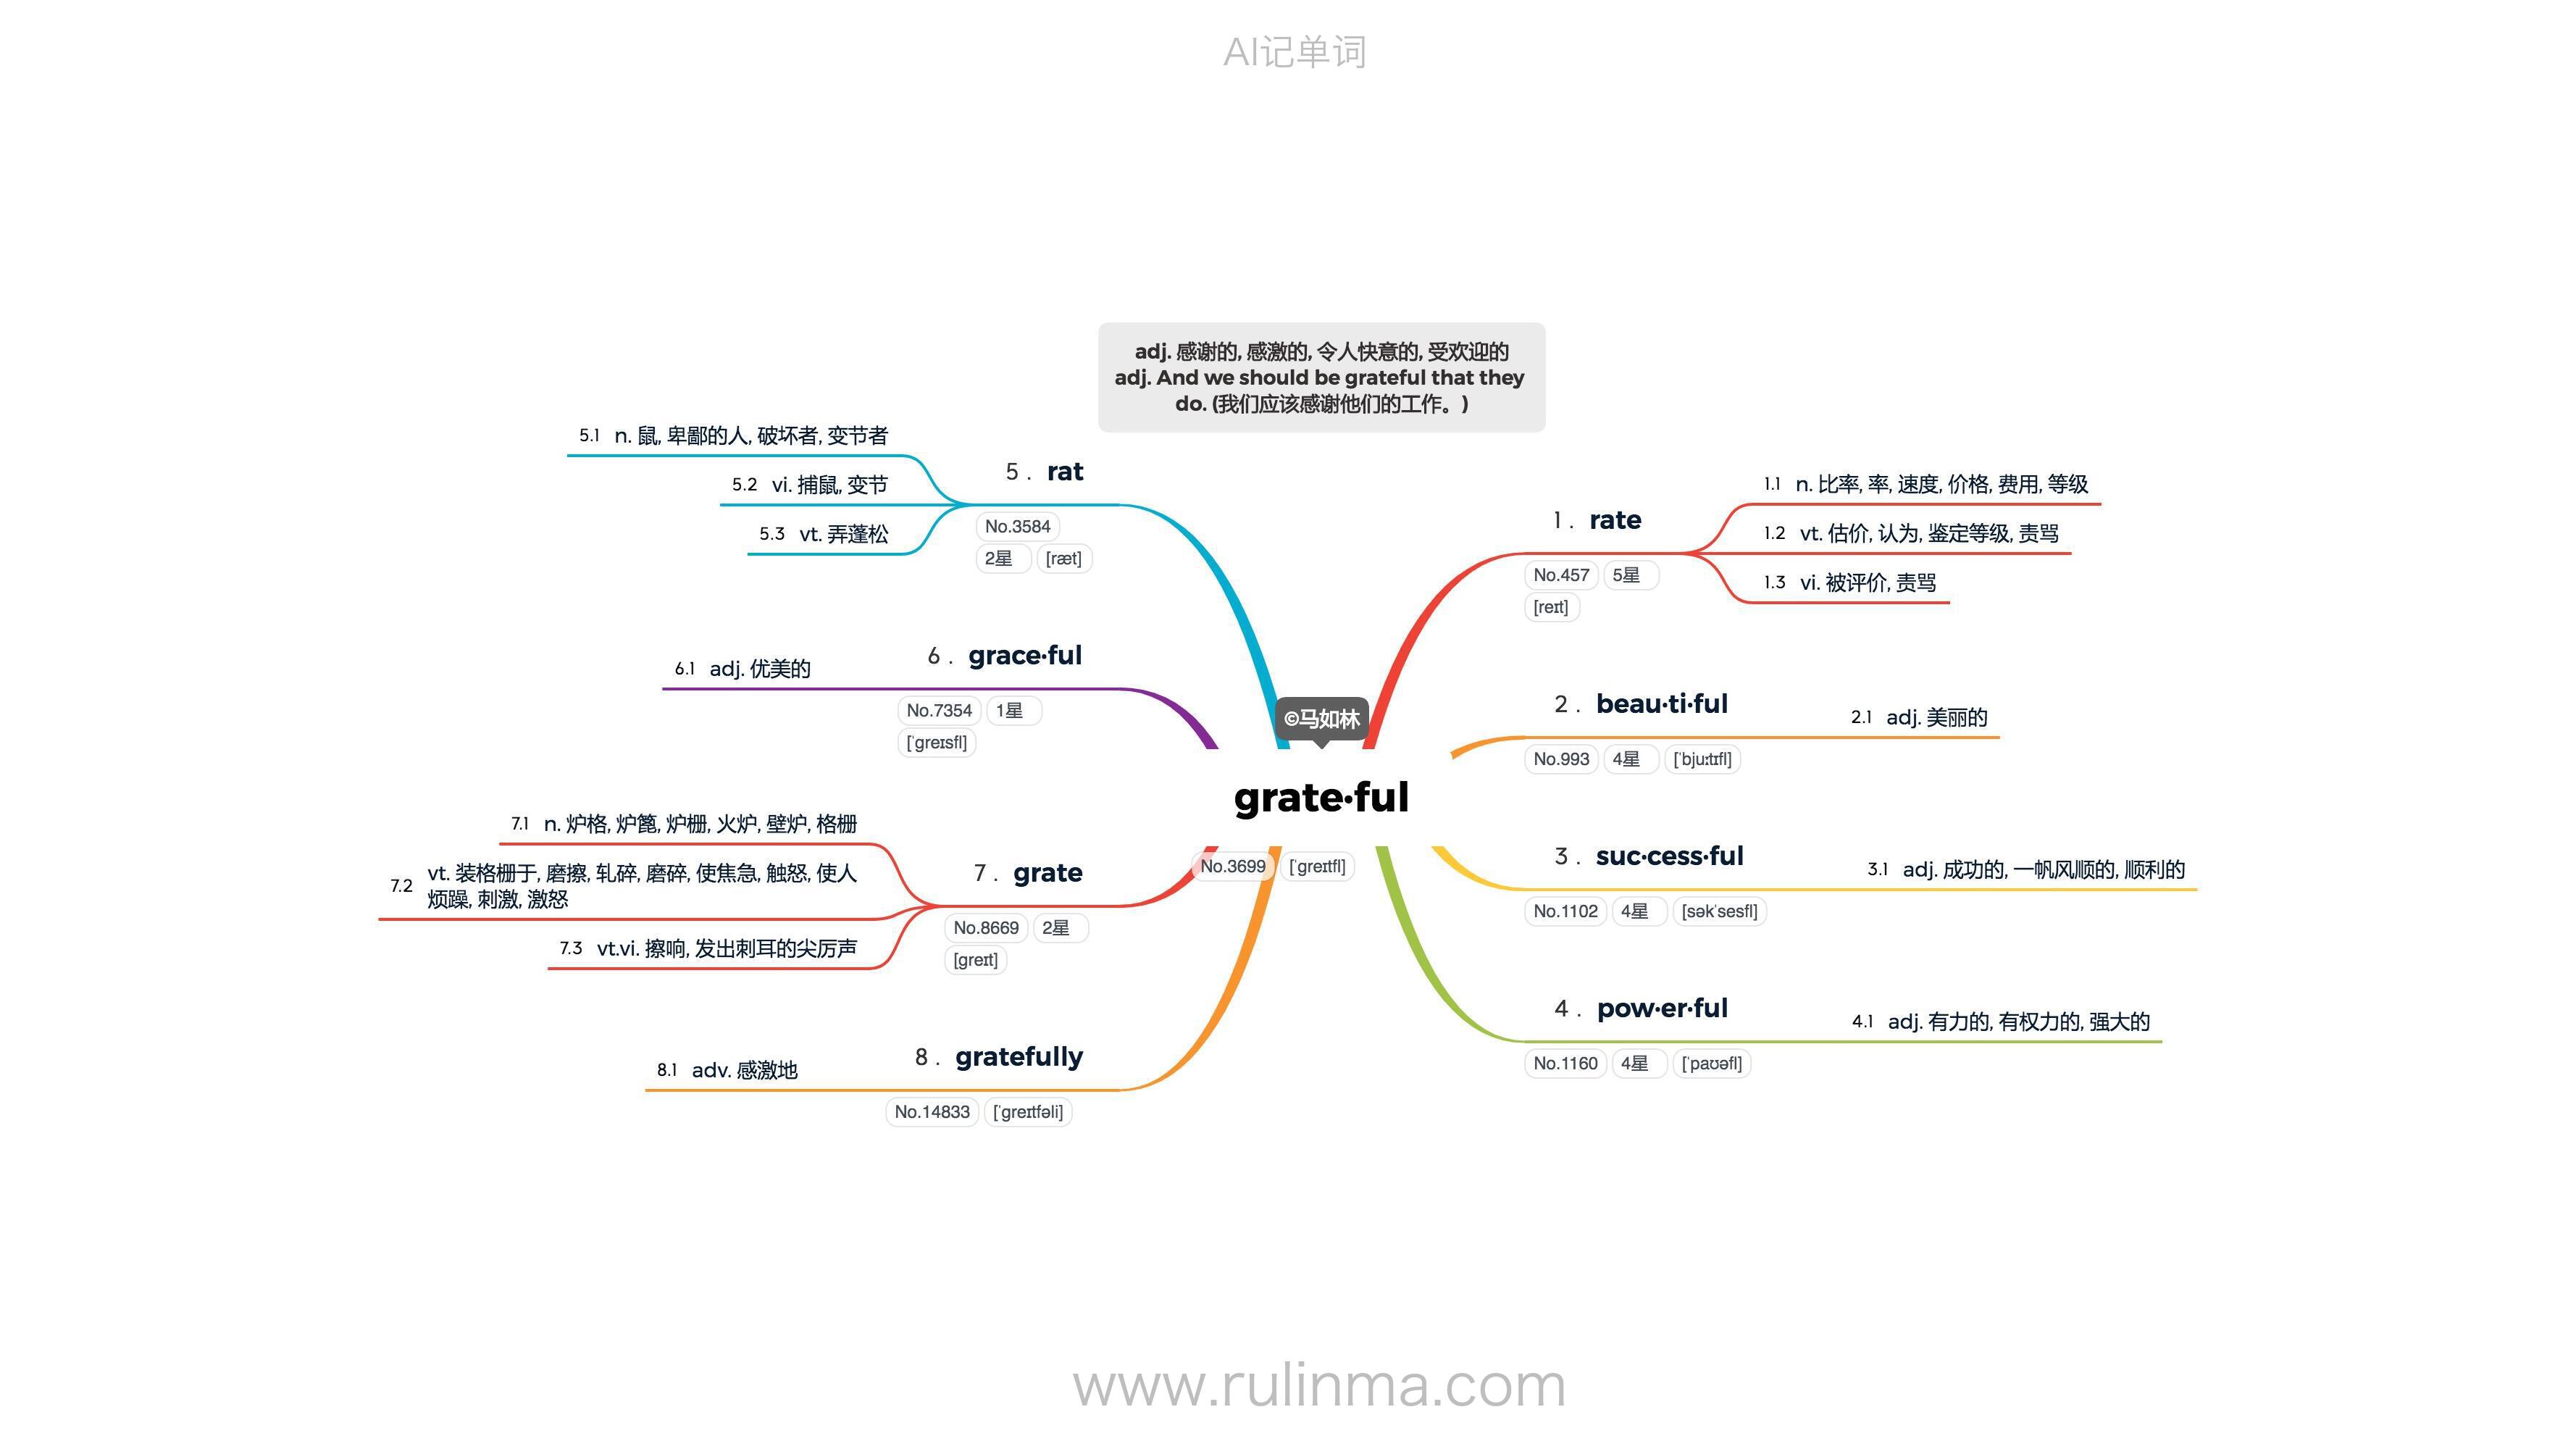 AI记单词
adj. 感谢的, 感激的, 令人快意的, 受欢迎的
adj. And we should be grateful that they
do. (我们应该感谢他们的工作。)
©马如林
grate·ful
No.3699 [ˈɡreɪtfl]
1. rate
No.457 5星
[reɪt]
1.1 n. 比率, 率, 速度, 价格, 费用, 等级
1.2 vt. 估价, 认为, 鉴定等级, 责骂
1.3 vi. 被评价, 责骂
2. beau·ti·ful
No.993 4星 [ˈbjuːtɪfl]
2.1 adj. 美丽的
3. suc·cess·ful
No.1102 4星 [səkˈsesfl]
3.1 adj. 成功的, 一帆风顺的, 顺利的
4. pow·er·ful
No.1160 4星 [ˈpaʊəfl]
4.1 adj. 有力的, 有权力的, 强大的
5. rat
No.3584
2星 [ræt]
5.1 n. 鼠, 卑鄙的人, 破坏者, 变节者
5.2 vi. 捕鼠, 变节
5.3 vt. 弄蓬松
6. grace·ful
No.7354 1星
[ˈɡreɪsfl]
6.1 adj. 优美的
7. grate
No.8669 2星
[ɡreɪt]
7.1 n. 炉格, 炉篦, 炉栅, 火炉, 壁炉, 格栅
7.2 vt. 装格栅于, 磨擦, 轧碎, 磨碎, 使焦急, 触怒, 使人
烦躁, 刺激, 激怒
7.3 vt.vi. 擦响, 发出刺耳的尖厉声
8. gratefully
No.14833 [ˈɡreɪtfəli]
8.1 adv. 感激地
www.rulinma.com